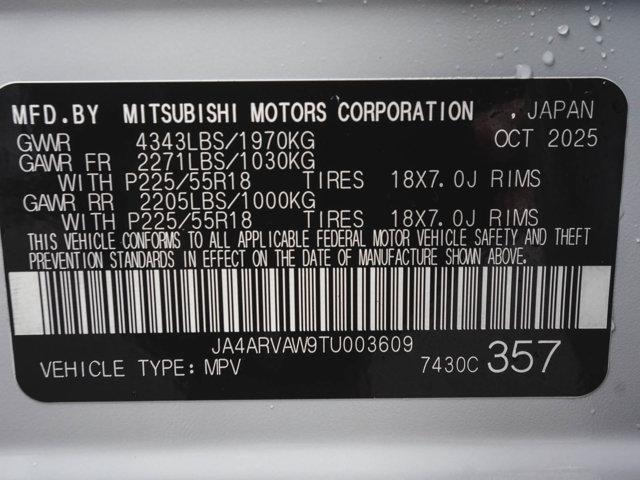 MFD.BY MITSUBISHI MOTORS CORPORATION , JAPAN
GVWR 4343LBS/1970KG OCT 2025
GAWR FR 2271LBS/1030KG
WITH P225/55R18 TIRES 18X7.0J RIMS
GAWR RR 2205LBS/1000KG
WITH P225/55R18 TIRES 18X7.0J RIMS
THIS VEHICLE CONFORMS TO ALL APPLICABLE FEDERAL MOTOR VEHICLE SAFETY AND THEFT
PREVENTION STANDARDS IN EFFECT ON THE DATE OF MANUFACTURE SHOWN ABOVE.
JA4ARVAW9TU003609
VEHICLE TYPE: MPV 7430C 357